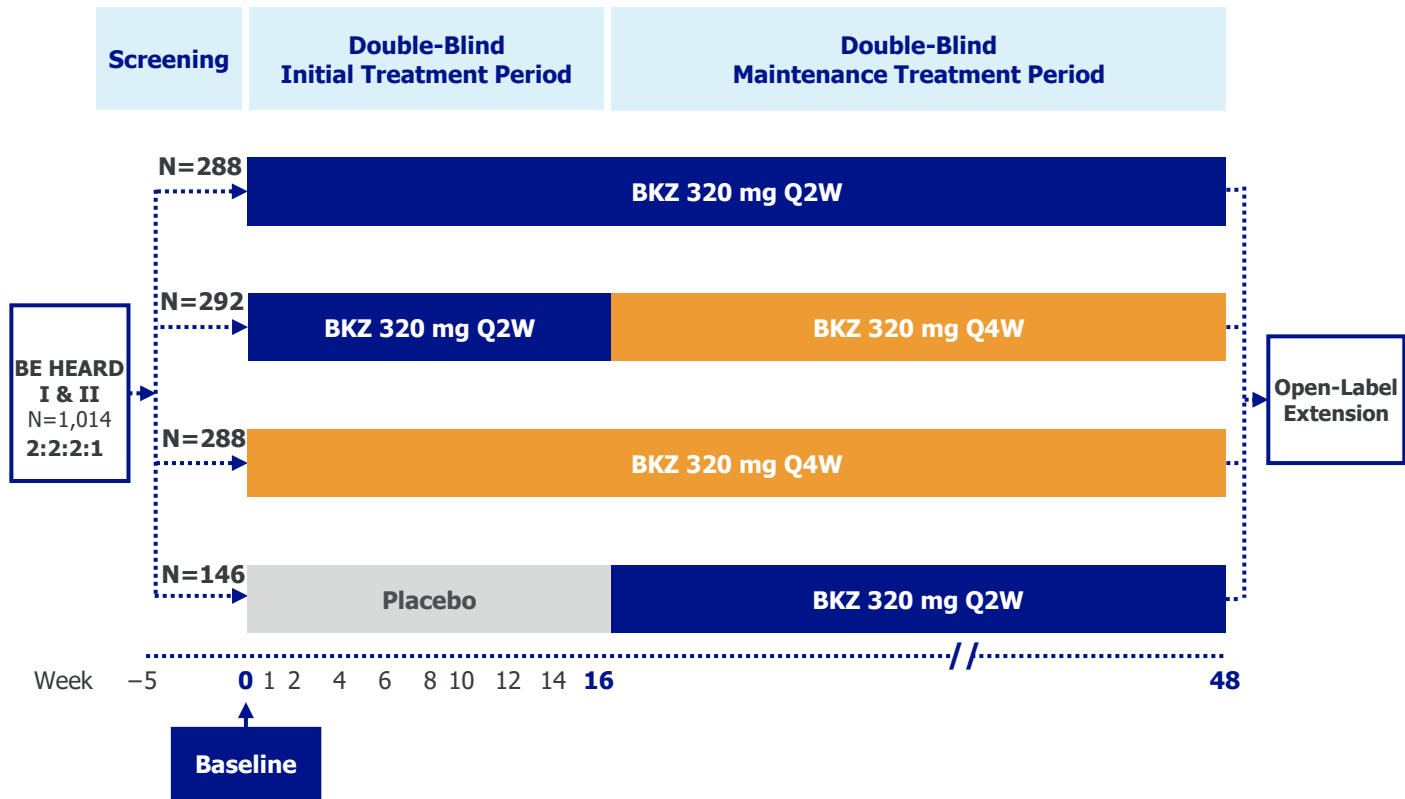 Screening
Double-Blind
Initial Treatment Period
Double-Blind
Maintenance Treatment Period
N=288
BKZ 320 mg Q2W
N=292
BKZ 320 mg Q2W
BKZ 320 mg Q4W
BE HEARD
I & II
N=1,014
2:2:2:1
Open-Label
Extension
N=288
BKZ 320 mg Q4W
N=146
Placebo
BKZ 320 mg Q2W
Week −5 0 1 2 4 6 8 10 12 14 16 48
Baseline